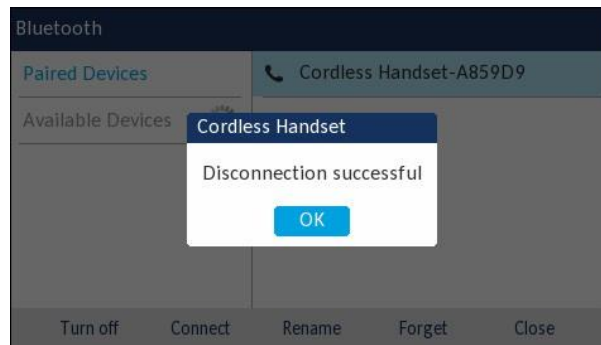 Bluetooth
Paired Devices
Cordless Handset-A859D9
Available Devices
Cordless Handset
Disconnection successful
OK
Turn off Connect Rename Forget Close